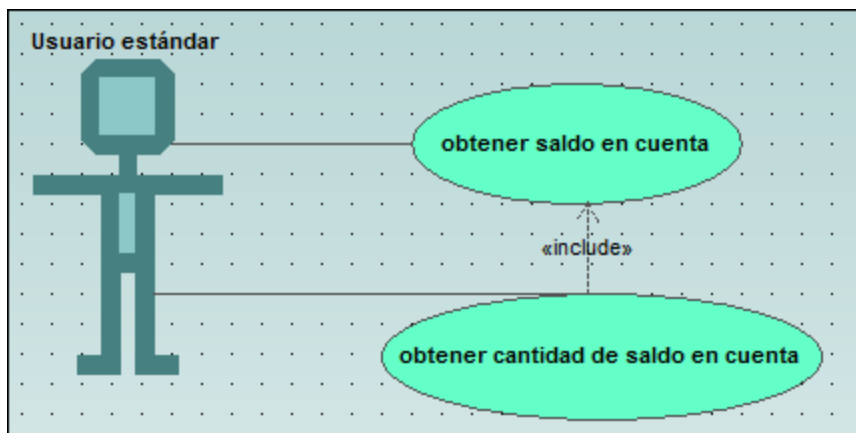 Usuario estándar
obtener saldo en cuenta
«include»
obtener cantidad de saldo en cuenta